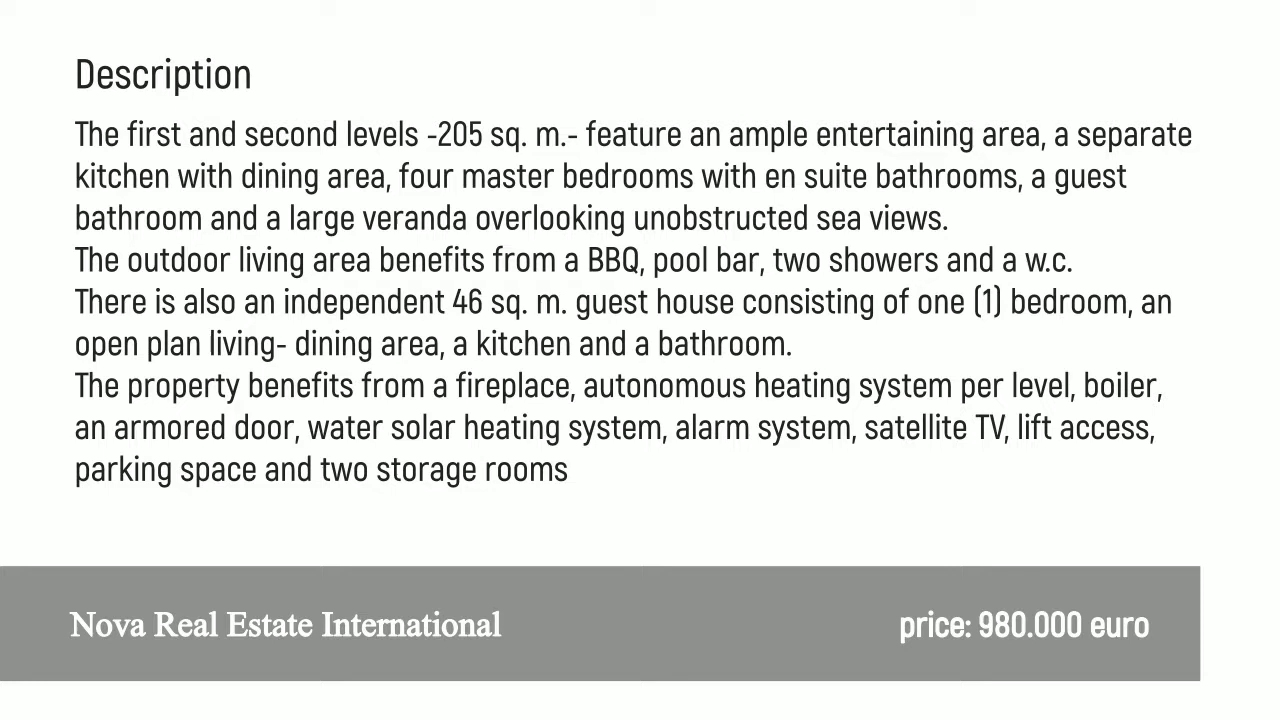 Description
The first and second levels -205 sq. m.- feature an ample entertaining area, a separate
kitchen with dining area, four master bedrooms with en suite bathrooms, a guest
bathroom and a large veranda overlooking unobstructed sea views.
The outdoor living area benefits from a BBQ, pool bar, two showers and a w.c.
There is also an independent 46 sq. m. guest house consisting of one (1) bedroom, an
open plan living- dining area, a kitchen and a bathroom.
The property benefits from a fireplace, autonomous heating system per level, boiler,
an armored door, water solar heating system, alarm system, satellite TV, lift access,
parking space and two storage rooms
Nova Real Estate International
price: 980.000 euro